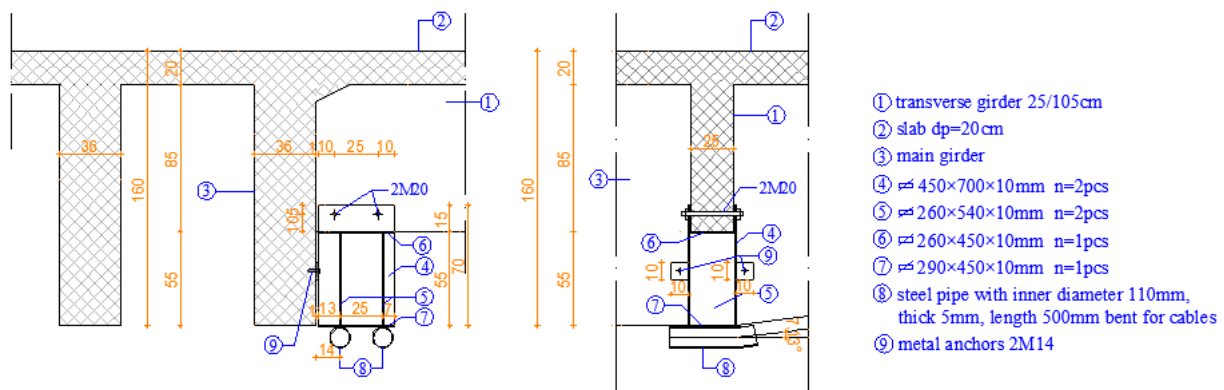 ② ②
20 20
①
① transverse girder 25/105cm
② slab dp=20cm
③ main girder
④ ▱ 450×700×10mm n=2pcs
⑤ ▱ 260×540×10mm n=2pcs
⑥ ▱ 260×450×10mm n=1pcs
⑦ ▱ 290×450×10mm n=1pcs
⑧ steel pipe with inner diameter 110mm,
thick 5mm, length 500mm bent for cables
⑨ metal anchors 2M14
36 160 85 36 1 10 25 10
③
2M20
105 15
⑥
④
55 55 70
⑤
1 13 25 7
⑦
⑨
14
⑧
160 85 25
①
③
2M20
⑥ ④
⑨
10 10
55
10 10
⑤
⑦
7,13°
⑧